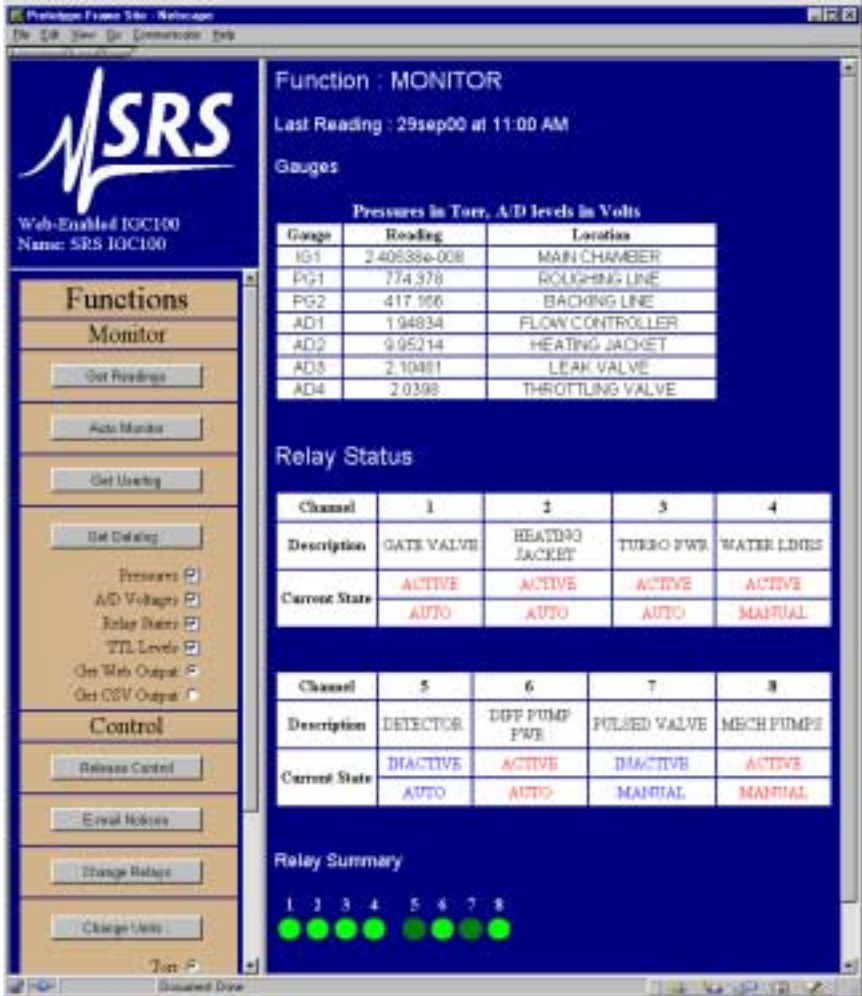 Prototype Frame Site - Netscape
File Edit View Go Communicator Help
SRS
Web-Enabled IGC100
Name: SRS IGC100
Functions
Monitor
Get Readings
Auto Monitor
Get Userlog
Get Datalog
Pressures
A/D Voltages
Relay States
TTL Levels
Get Web Output
Get CSV Output
Control
Release Control
E-mail Notices
Change Relays
Change Units
Torr
Function : MONITOR
Last Reading : 29sep00 at 11:00 AM
Gauges
Pressures in Torr, A/D levels in Volts
Gauge Reading Location
IG1 2.40538e-008 MAIN CHAMBER
PG1 774.378 ROUGHING LINE
PG2 417.166 BACKING LINE
AD1 1.94834 FLOW CONTROLLER
AD2 9.95214 HEATING JACKET
AD3 2.10461 LEAK VALVE
AD4 2.0398 THROTTLING VALVE
Relay Status
Channel 1 2 3 4
Description GATE VALVE HEATING JACKET TURBO PWR WATER LINES
Current State ACTIVE ACTIVE ACTIVE ACTIVE
AUTO AUTO AUTO MANUAL
Channel 5 6 7 8
Description DETECTOR DIFF PUMP PWR PULSED VALVE MECH PUMPS
Current State INACTIVE ACTIVE INACTIVE ACTIVE
AUTO AUTO MANUAL MANUAL
Relay Summary
1 2 3 4 5 6 7 8
Document Done